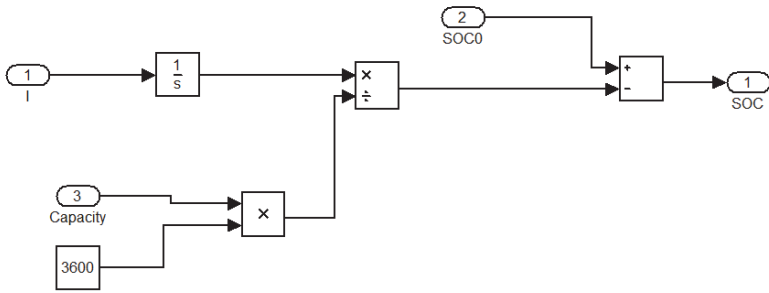 2
SOC0
1
I
1
s
×
÷
+
−
1
SOC
3
Capacity
×
3600